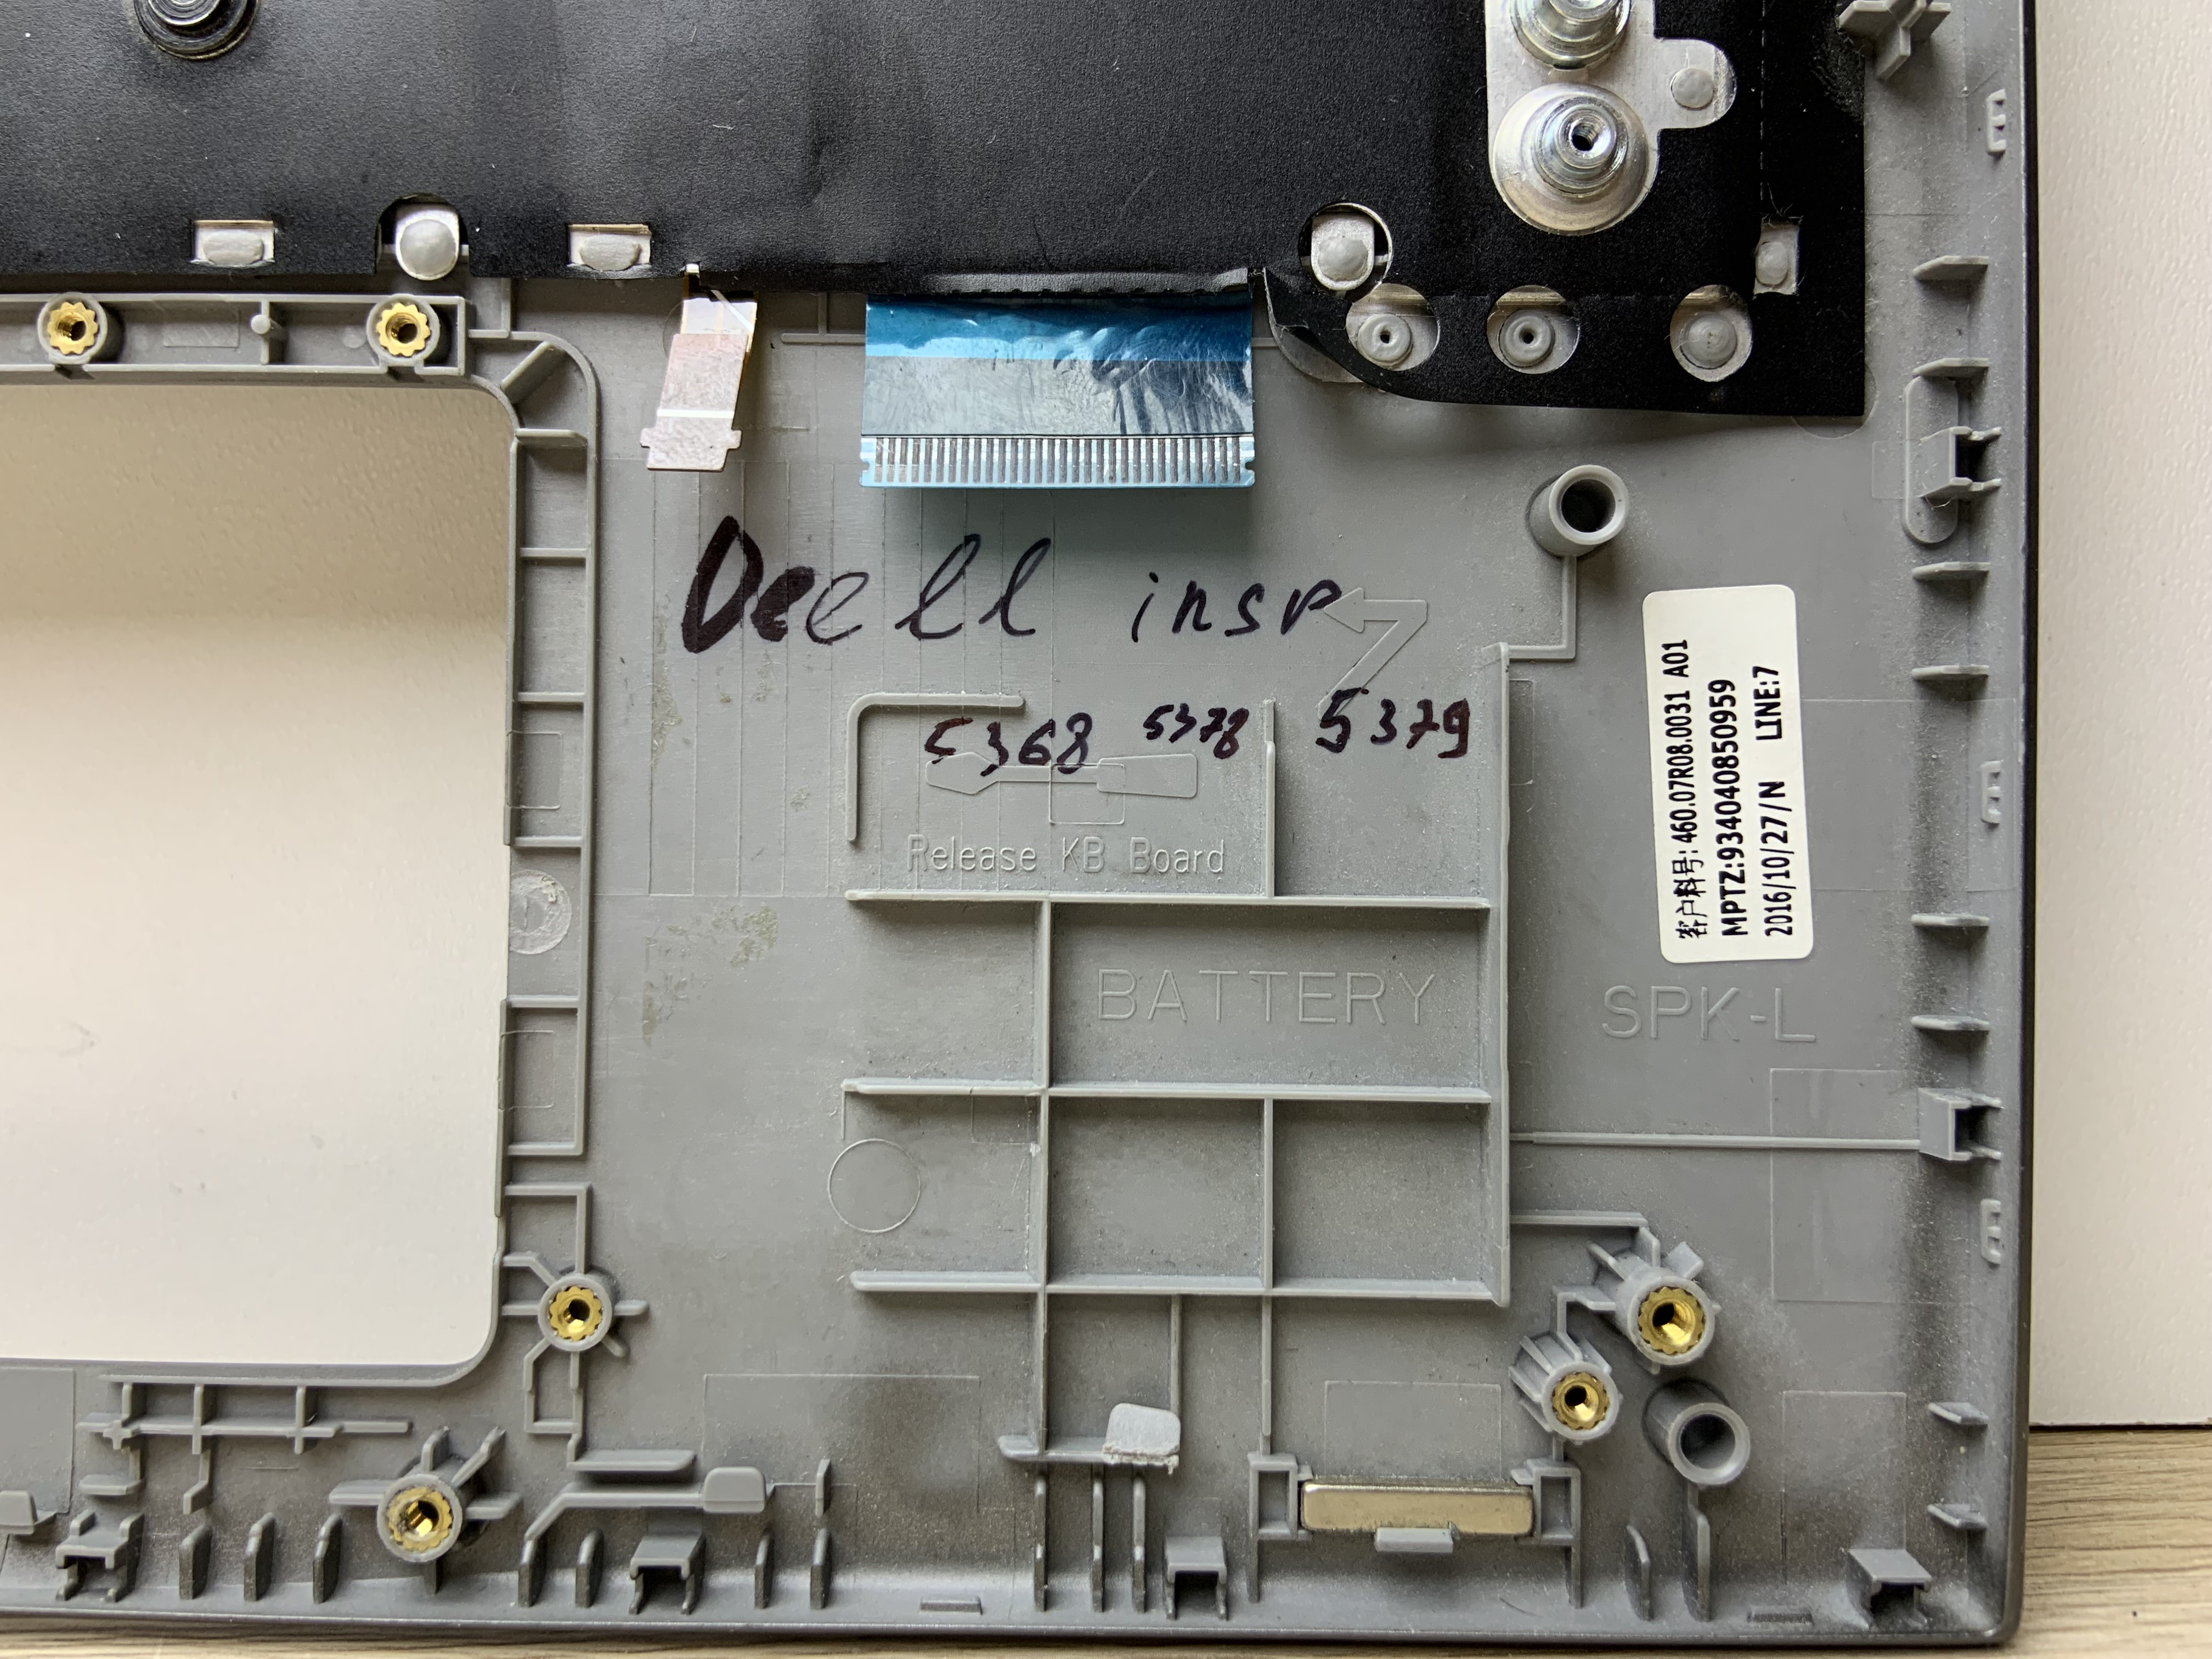 Deell insp
5368 5378 5379
Release KB Board
BATTERY
SPK-L
客户料号: 460.07R08.0031 A01
MPTZ:934040850959
2016/10/27/N LINE:7